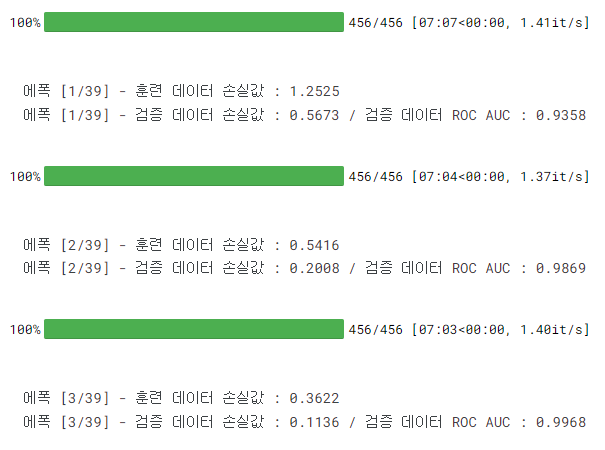 100% 456/456 [07:07<00:00, 1.41it/s]
에폭 [1/39] - 훈련 데이터 손실값 : 1.2525
에폭 [1/39] - 검증 데이터 손실값 : 0.5673 / 검증 데이터 ROC AUC : 0.9358
100% 456/456 [07:04<00:00, 1.37it/s]
에폭 [2/39] - 훈련 데이터 손실값 : 0.5416
에폭 [2/39] - 검증 데이터 손실값 : 0.2008 / 검증 데이터 ROC AUC : 0.9869
100% 456/456 [07:03<00:00, 1.40it/s]
에폭 [3/39] - 훈련 데이터 손실값 : 0.3622
에폭 [3/39] - 검증 데이터 손실값 : 0.1136 / 검증 데이터 ROC AUC : 0.9968